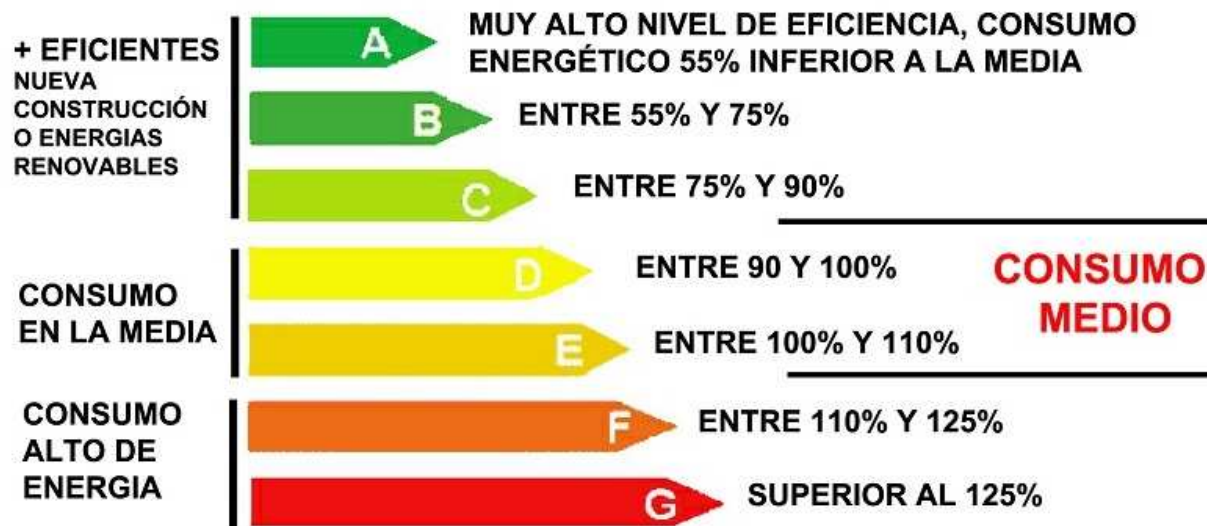 + EFICIENTES
NUEVA
CONSTRUCCIÓN
O ENERGIAS
RENOVABLES
A
MUY ALTO NIVEL DE EFICIENCIA, CONSUMO
ENERGÉTICO 55% INFERIOR A LA MEDIA
B
ENTRE 55% Y 75%
C
ENTRE 75% Y 90%
CONSUMO
EN LA MEDIA
D
ENTRE 90 Y 100%
E
ENTRE 100% Y 110%
CONSUMO
MEDIO
CONSUMO
ALTO DE
ENERGIA
F
ENTRE 110% Y 125%
G
SUPERIOR AL 125%